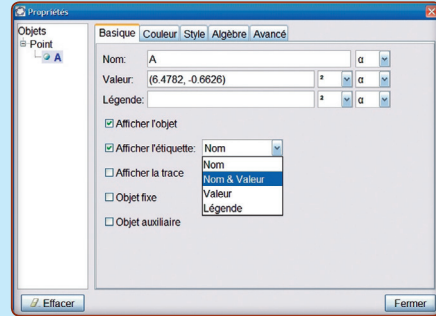 Propriétés
Objets
Point
A
Basique Couleur Style Algèbre Avancé
Nom: A α
Valeur: (6.4782, -0.6626) ² α
Légende: ³ α
Afficher l'objet
Afficher l'étiquette: Nom
Nom
Nom & Valeur
Valeur
Légende
Afficher la trace
Objet fixe
Objet auxiliaire
Effacer
Fermer